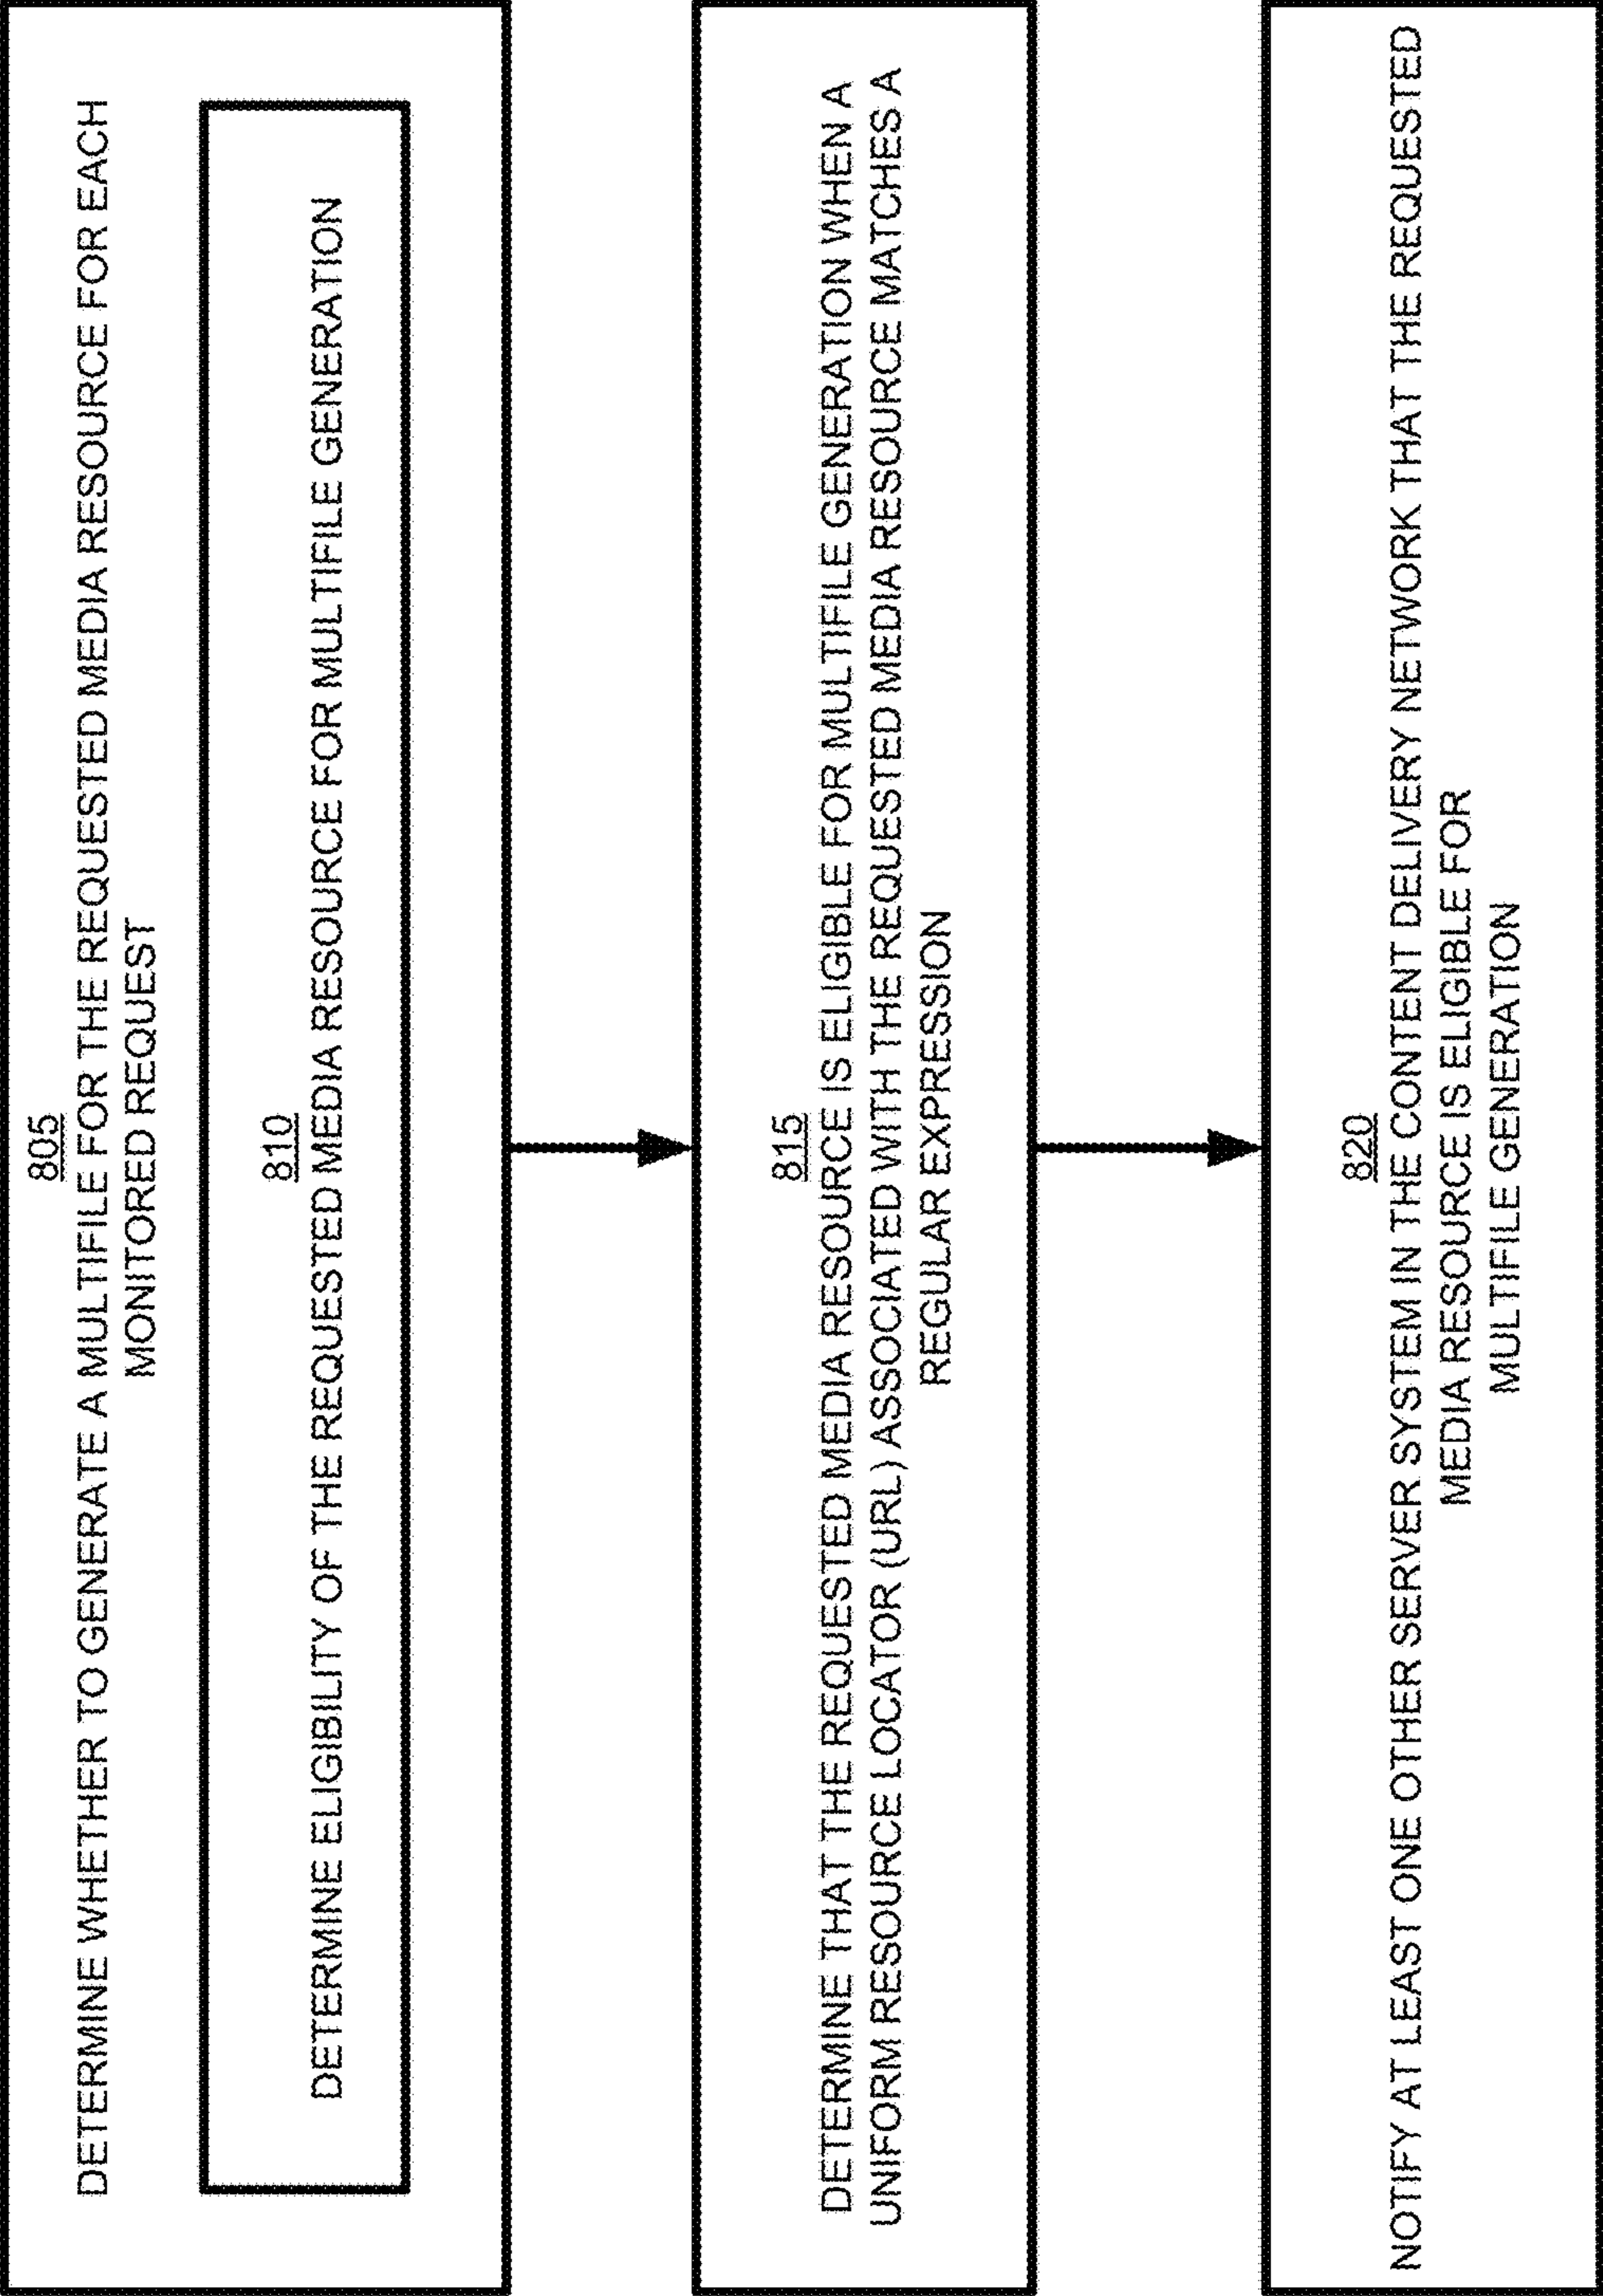 805
DETERMINE WHETHER TO GENERATE A MULTIFILE FOR THE REQUESTED MEDIA RESOURCE FOR EACH
MONITORED REQUEST
810
DETERMINE ELIGIBILITY OF THE REQUESTED MEDIA RESOURCE FOR MULTIFILE GENERATION
815
DETERMINE THAT THE REQUESTED MEDIA RESOURCE IS ELIGIBLE FOR MULTIFILE GENERATION WHEN A
UNIFORM RESOURCE LOCATOR (URL) ASSOCIATED WITH THE REQUESTED MEDIA RESOURCE MATCHES A
REGULAR EXPRESSION
820
NOTIFY AT LEAST ONE OTHER SERVER SYSTEM IN THE CONTENT DELIVERY NETWORK THAT THE REQUESTED
MEDIA RESOURCE IS ELIGIBLE FOR
MULTIFILE GENERATION